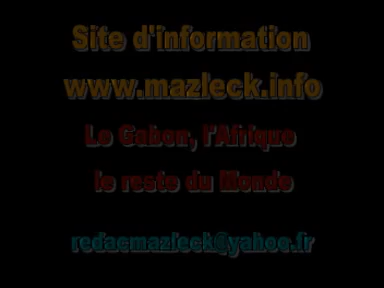 Site d'information
www.mazleck.info
Le Gabon, l'Afrique
le reste du Monde
redacmazleck@yahoo.fr